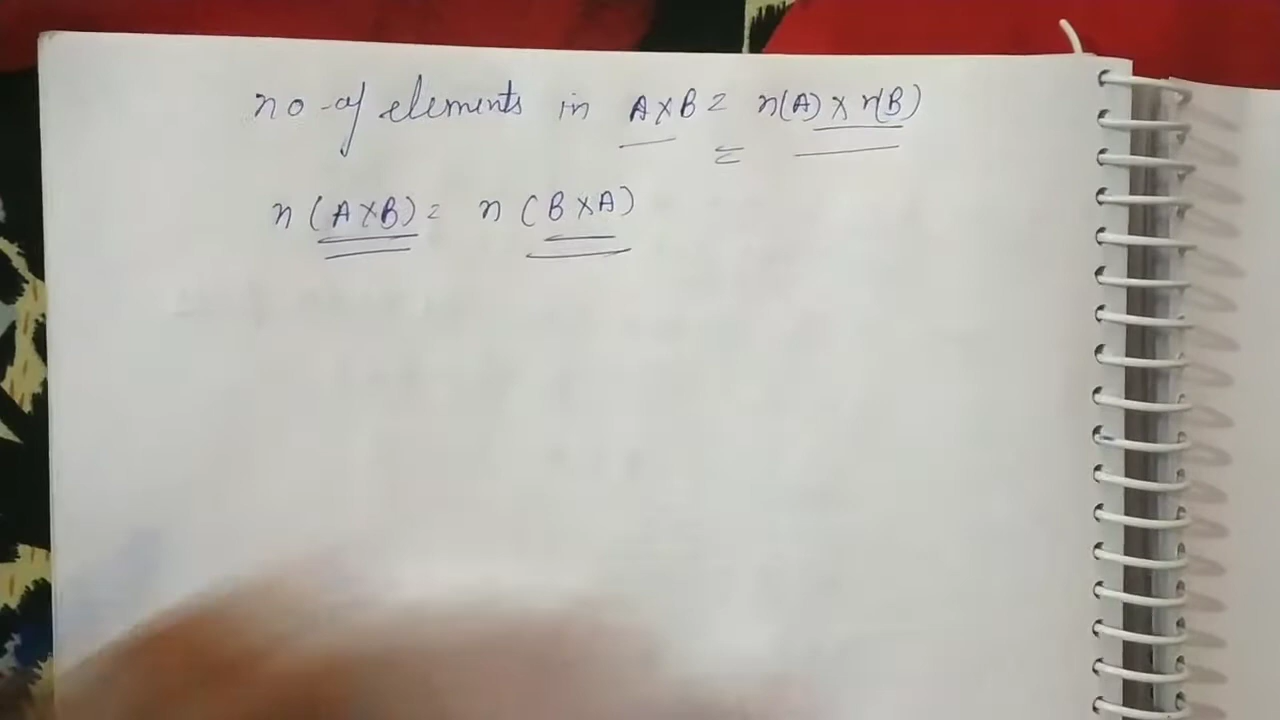 no of elements in A×B = n(A) × n(B)
n (A×B) = n (B×A)